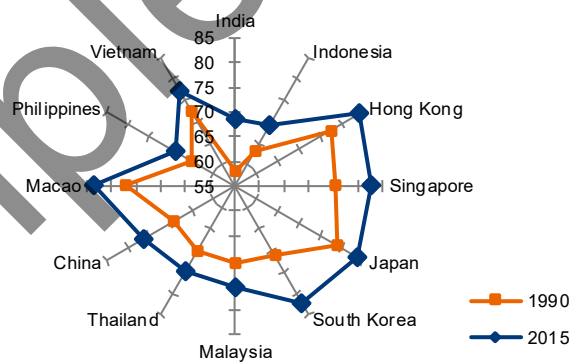 India
85
Vietnam
80
Indonesia
75
Philippines
70
Hong Kong
65
60
Macao
55
Singapore
China
Japan
Thailand
South Korea
1990
2015
Malaysia